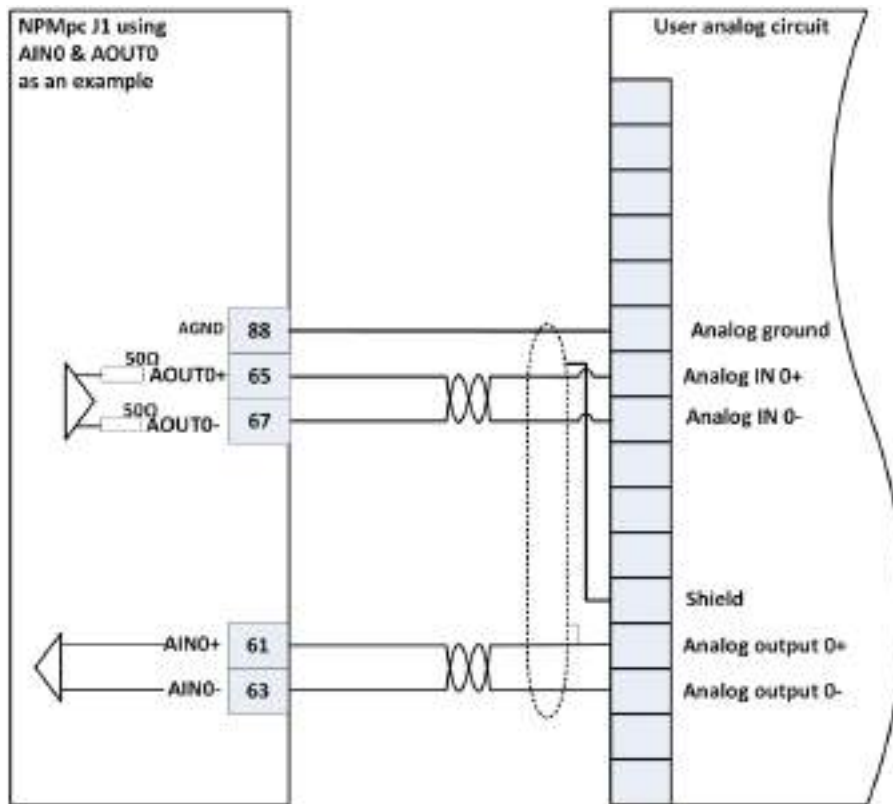 NPMpc J1 using
AIN0 & AOUT0
as an example
User analog circuit
AGND 88 Analog ground
50Ω
AOUT0+ 65 Analog IN 0+
50Ω
AOUT0- 67 Analog IN 0-
Shield
AIN0+ 61 Analog output 0+
AIN0- 63 Analog output 0-